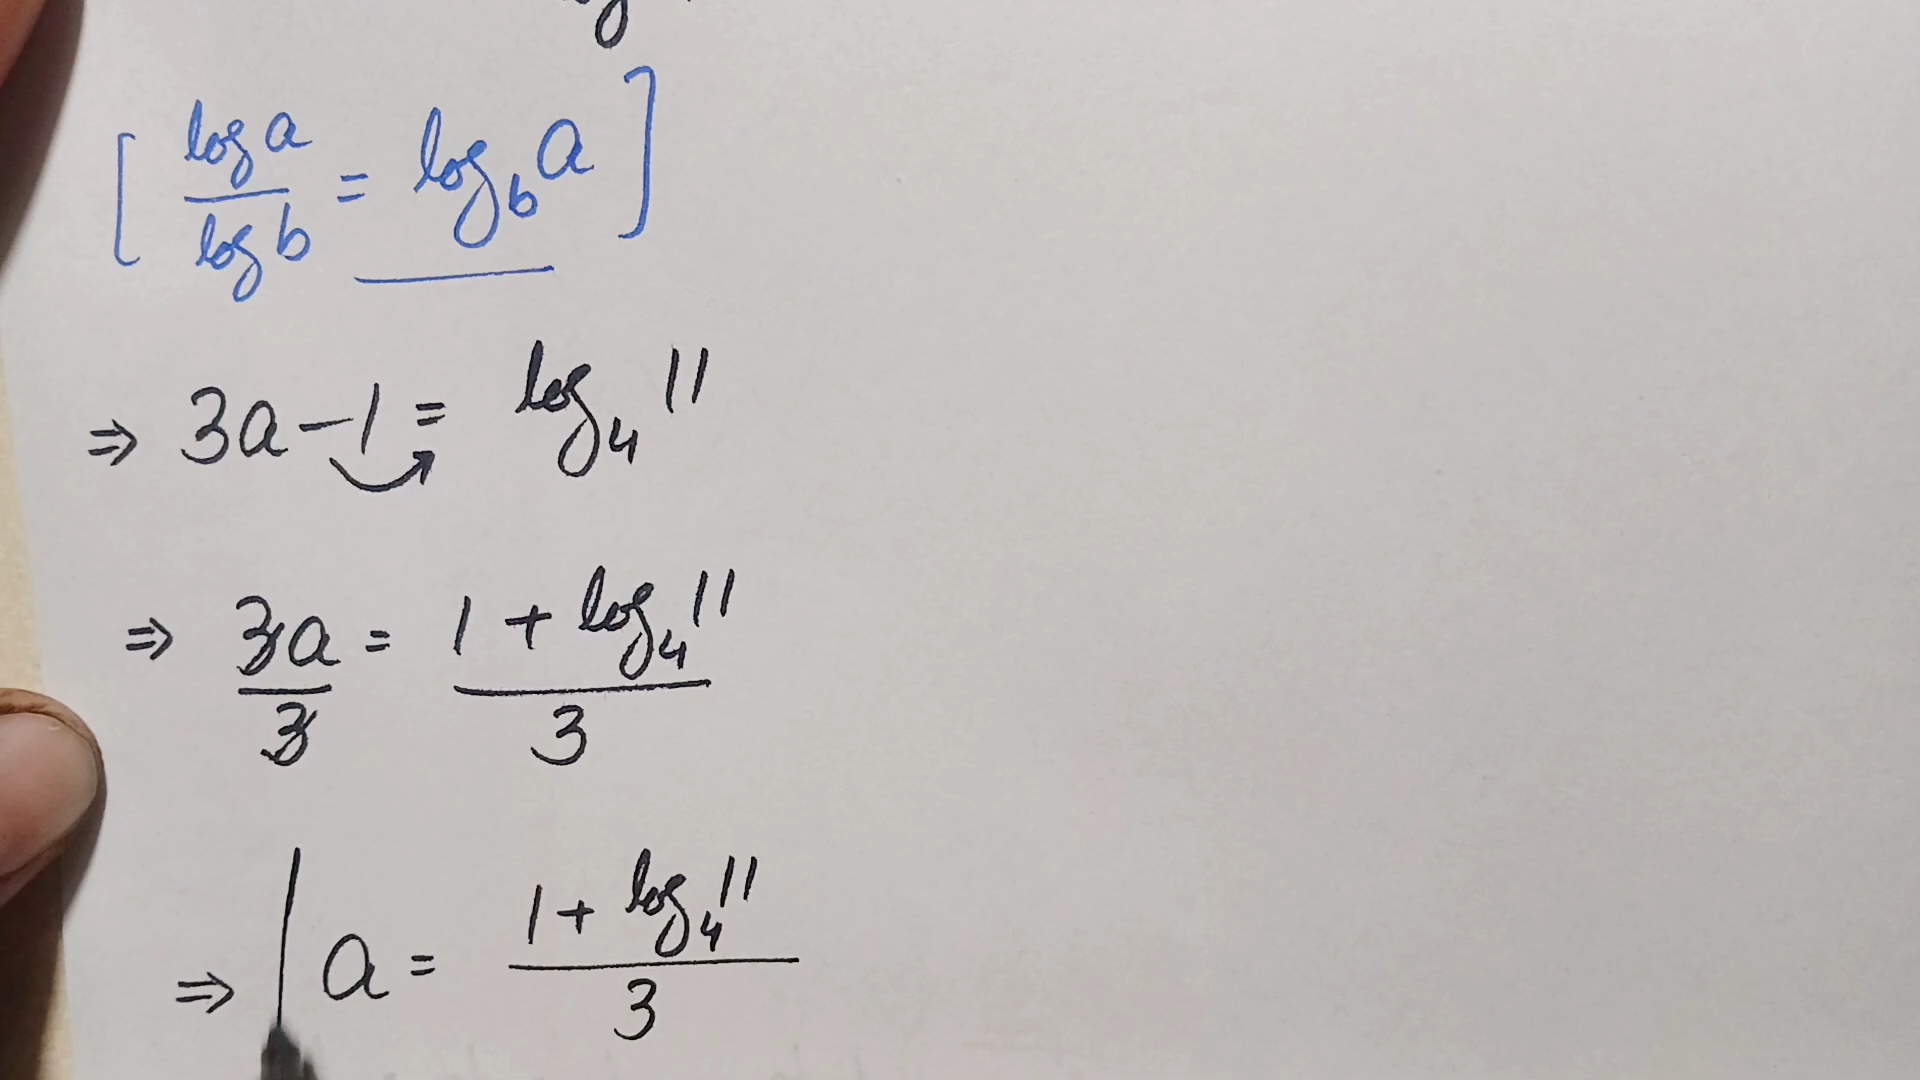 [ log a / log b = log_b a ]
⇒ 3a - 1 = log_4 11
⇒ 3a / 3 = 1 + log_4 11 / 3
⇒ a = 1 + log_4 11 / 3